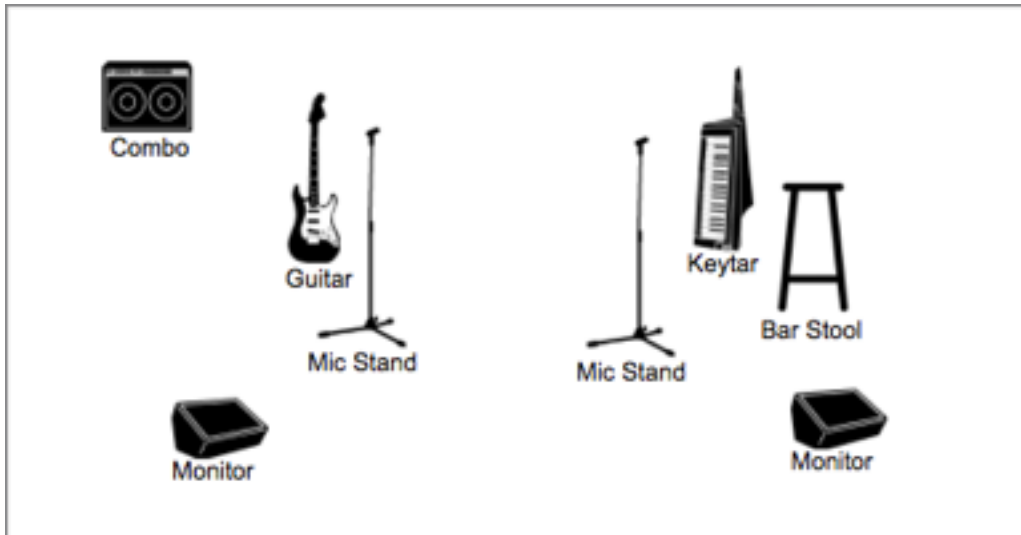 Combo
Guitar
Keytar
Bar Stool
Mic Stand
Mic Stand
Monitor
Monitor